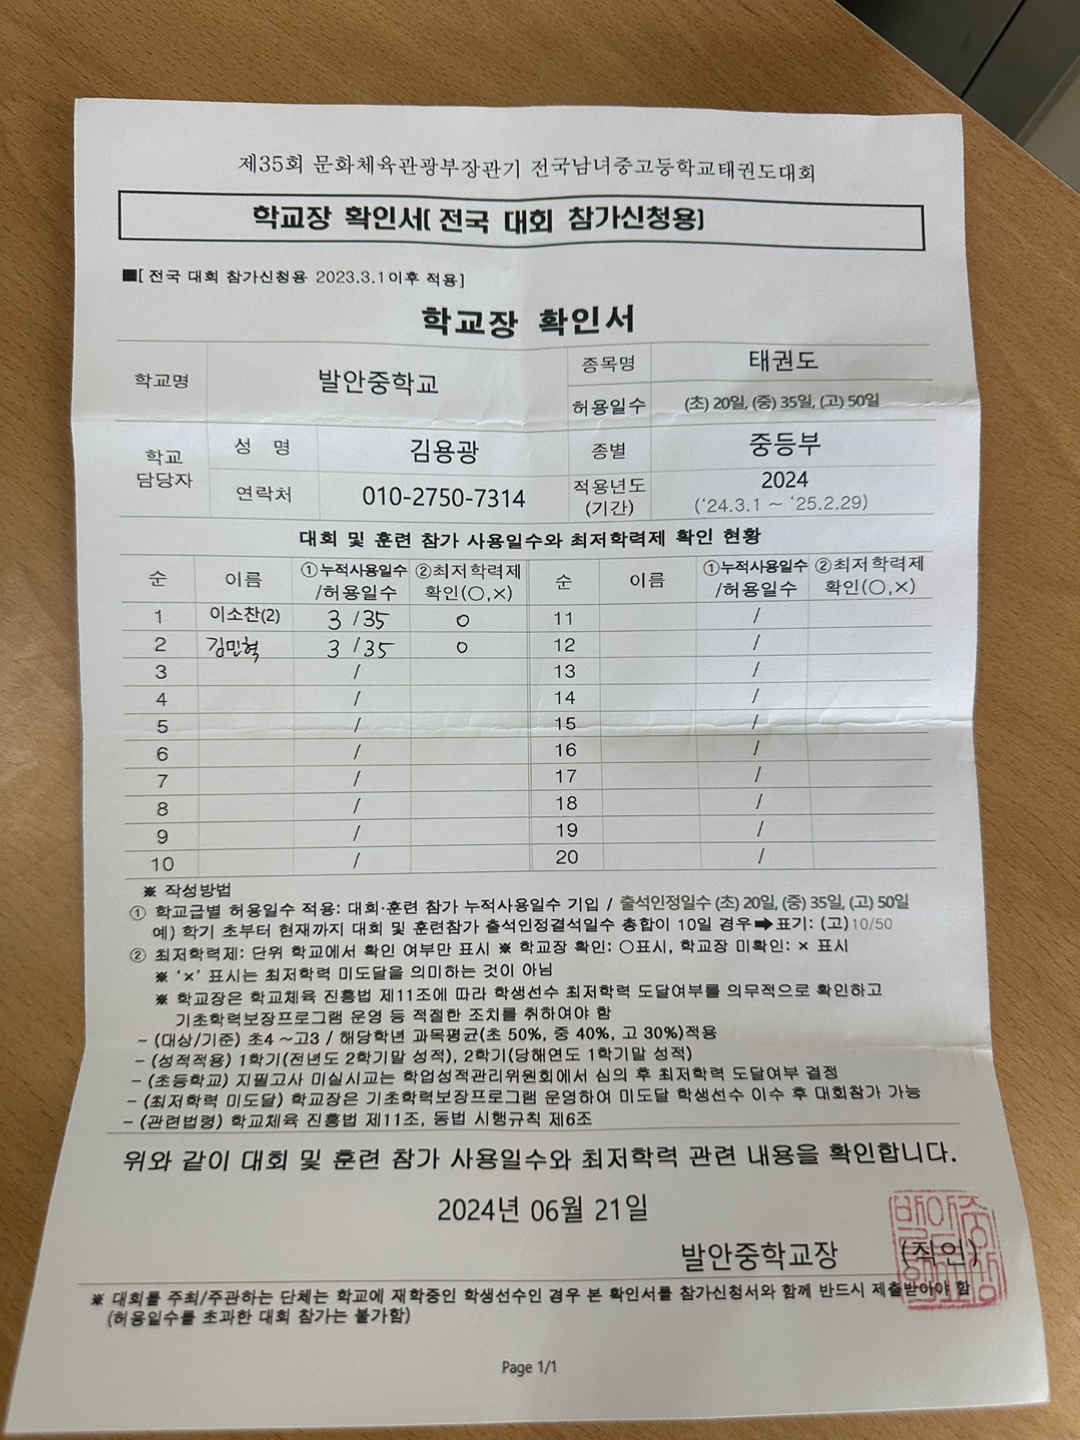 제35회 문화체육관광부장관기 전국남녀중고등학교태권도대회
학교장 확인서[ 전국 대회 참가신청용]
■[ 전국 대회 참가신청용 2023.3.1이후 적용]
학교장 확인서
학교명 발안중학교 종목명 태권도
허용일수 (초) 20일, (중) 35일, (고) 50일
학교 담당자 성 명 김용광 종별 중등부
연락처 010-2750-7314 적용년도 (기간) 2024 (‘24.3.1 ~ ‘25.2.29)
대회 및 훈련 참가 사용일수와 최저학력제 확인 현황
순 이름 ①누적사용일수 /허용일수 ②최저학력제 확인(○,×) 순 이름 ①누적사용일수 /허용일수 ②최저학력제 확인(○,×)
1 이소찬(2) 3 /35 o 11 /
2 김민혁 3 /35 o 12 /
3 / 13 /
4 / 14 /
5 / 15 /
6 / 16 /
7 / 17 /
8 / 18 /
9 / 19 /
10 / 20 /
※ 작성방법
① 학교급별 허용일수 적용: 대회·훈련 참가 누적사용일수 기입 / 출석인정일수 (초) 20일, (중) 35일, (고) 50일
예) 학기 초부터 현재까지 대회 및 훈련참가 출석인정결석일수 총합이 10일 경우➡표기: (고)10/50
② 최저학력제: 단위 학교에서 확인 여부만 표시 ※ 학교장 확인: ○표시, 학교장 미확인: × 표시
※ ‘×’ 표시는 최저학력 미도달을 의미하는 것이 아님
※ 학교장은 학교체육 진흥법 제11조에 따라 학생선수 최저학력 도달여부를 의무적으로 확인하고
기초학력보장프로그램 운영 등 적절한 조치를 취하여야 함
- (대상/기준) 초4 ~고3 / 해당학년 과목평균(초 50%, 중 40%, 고 30%)적용
- (성적적용) 1학기(전년도 2학기말 성적), 2학기(당해연도 1학기말 성적)
- (초등학교) 지필고사 미실시교는 학업성적관리위원회에서 심의 후 최저학력 도달여부 결정
- (최저학력 미도달) 학교장은 기초학력보장프로그램 운영하여 미도달 학생선수 이수 후 대회참가 가능
- (관련법령) 학교체육 진흥법 제11조, 동법 시행규칙 제6조
위와 같이 대회 및 훈련 참가 사용일수와 최저학력 관련 내용을 확인합니다.
2024년 06월 21일
발안중학교장 (직인)
※ 대회를 주최/주관하는 단체는 학교에 재학중인 학생선수인 경우 본 확인서를 참가신청서와 함께 반드시 제출받아야 함
(허용일수를 초과한 대회 참가는 불가함)
Page 1/1